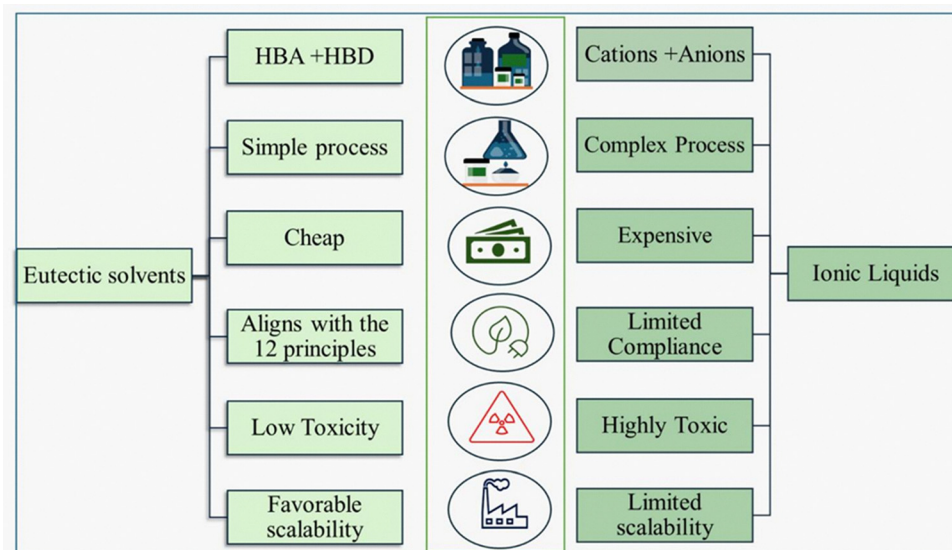 Eutectic solvents
HBA +HBD
Simple process
Cheap
Aligns with the
12 principles
Low Toxicity
Favorable
scalability
Cations +Anions
Complex Process
Expensive
Limited
Compliance
Highly Toxic
Limited
scalability
Ionic Liquids